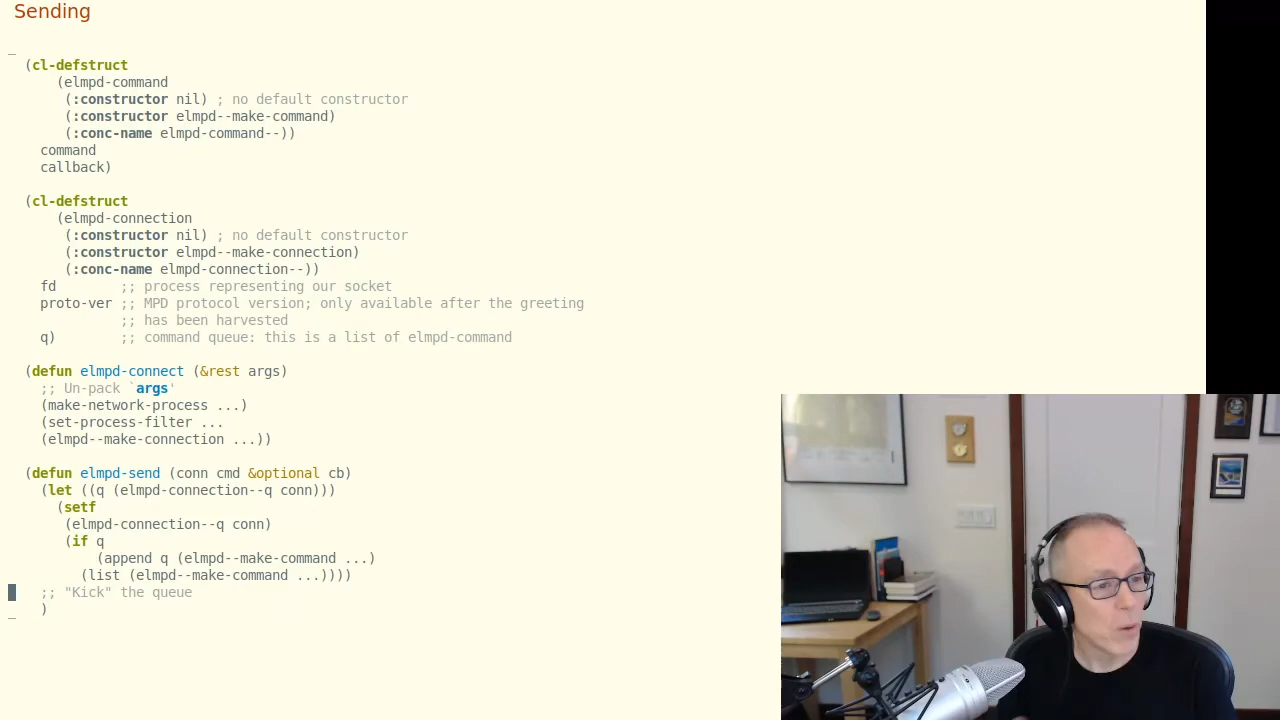 Sending
(cl-defstruct
(elmpd-command
(:constructor nil) ; no default constructor
(:constructor elmpd--make-command)
(:conc-name elmpd-command--))
command
callback)
(cl-defstruct
(elmpd-connection
(:constructor nil) ; no default constructor
(:constructor elmpd--make-connection)
(:conc-name elmpd-connection--))
fd ;; process representing our socket
proto-ver ;; MPD protocol version; only available after the greeting
;; has been harvested
q) ;; command queue: this is a list of elmpd-command
(defun elmpd-connect (&rest args)
;; Un-pack `args'
(make-network-process ...)
(set-process-filter ...
(elmpd--make-connection ...))
(defun elmpd-send (conn cmd &optional cb)
(let ((q (elmpd-connection--q conn)))
(setf
(elmpd-connection--q conn)
(if q
(append q (elmpd--make-command ...)
(list (elmpd--make-command ...))))
;; "Kick" the queue
)